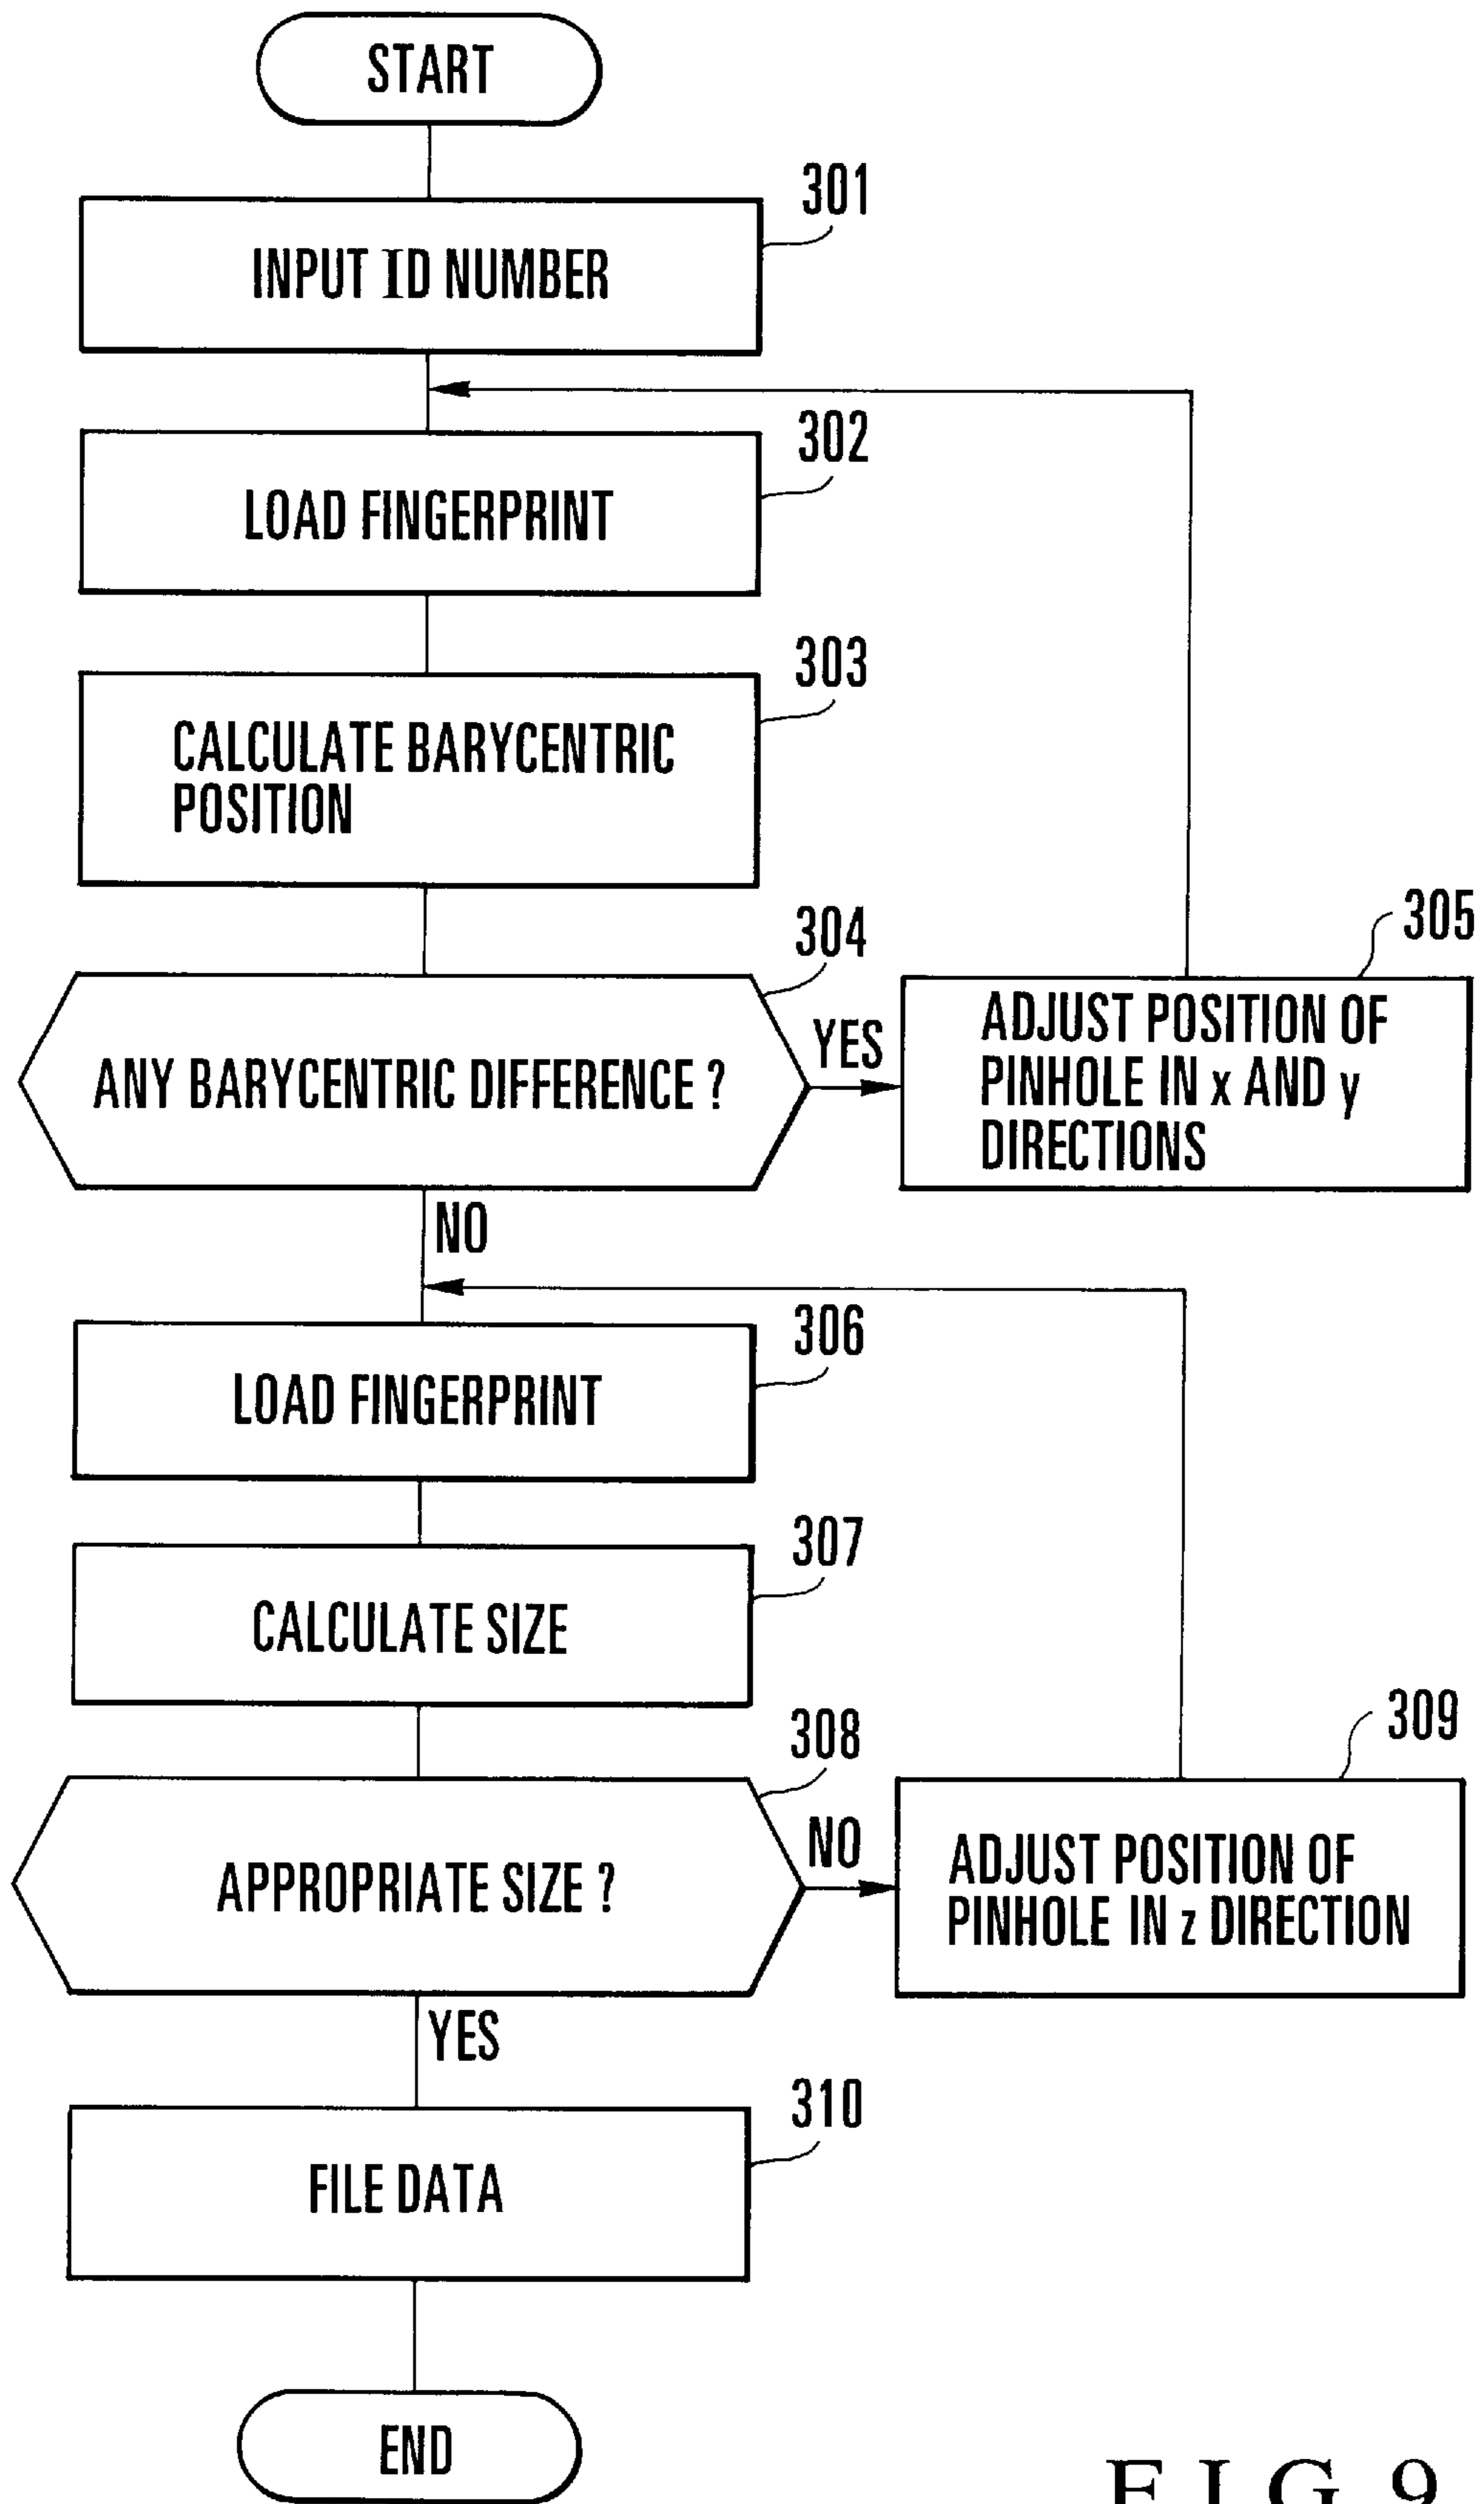 START
301
INPUT ID NUMBER
302
LOAD FINGERPRINT
303
CALCULATE BARYCENTRIC
POSITION
304
ANY BARYCENTRIC DIFFERENCE ?
YES
305
ADJUST POSITION OF
PINHOLE IN x AND y
DIRECTIONS
NO
306
LOAD FINGERPRINT
307
CALCULATE SIZE
308
APPROPRIATE SIZE ?
NO
309
ADJUST POSITION OF
PINHOLE IN z DIRECTION
YES
310
FILE DATA
END
FIG 9